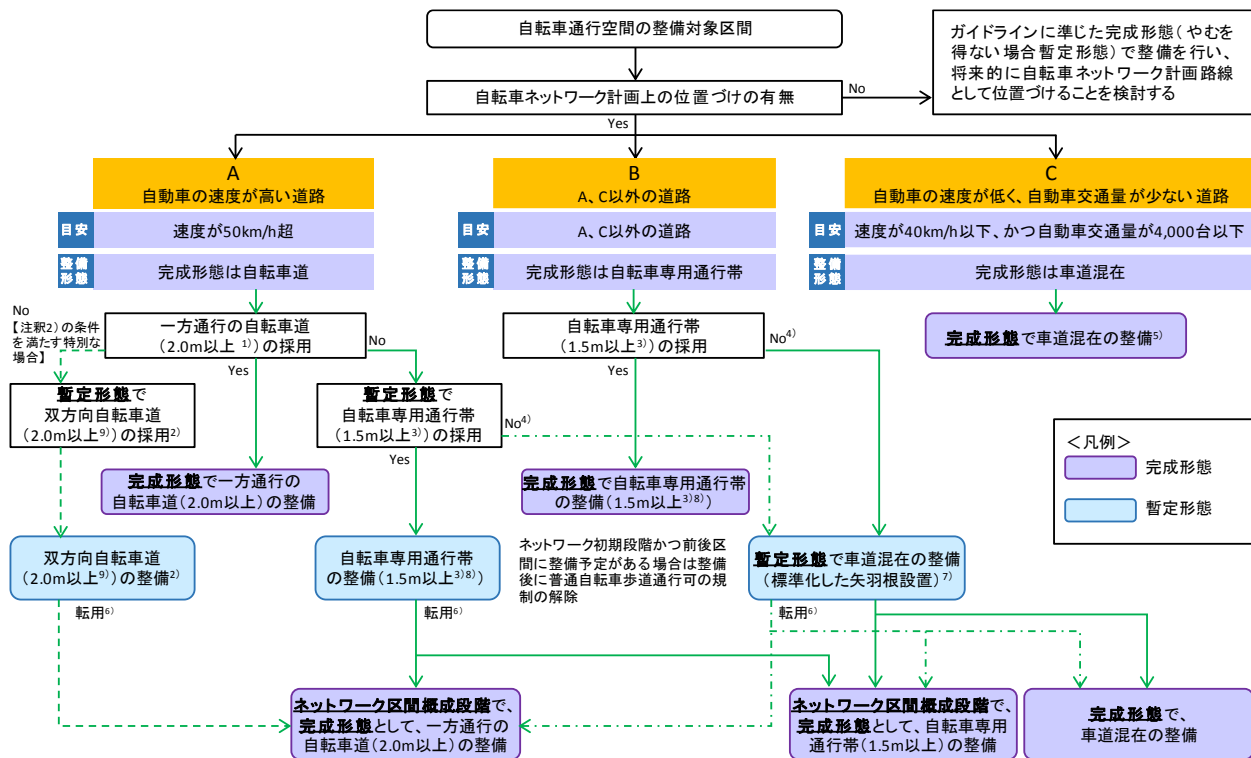 自転車通行空間の整備対象区間
ガイドラインに準じた完成形態(やむを
得ない場合暫定形態)で整備を行い、
将来的に自転車ネットワーク計画路線
として位置づけることを検討する
自転車ネットワーク計画上の位置づけの有無
No
Yes
A
自動車の速度が高い道路
B
A、C以外の道路
C
自動車の速度が低く、自動車交通量が少ない道路
目安
速度が50km/h超
目安
A、C以外の道路
目安
速度が40km/h以下、かつ自動車交通量が4,000台以下
整備
形態
完成形態は自転車道
整備
形態
完成形態は自転車専用通行帯
整備
形態
完成形態は車道混在
No
【注釈2)の条件
を満たす特別な
場合】
一方通行の自転車道
(2.0m以上1))の採用
No
Yes
自転車専用通行帯
(1.5m以上3))の採用
No4)
Yes
完成形態で車道混在の整備5)
暫定形態で
双方向自転車道
(2.0m以上9))の採用2)
暫定形態で
自転車専用通行帯
(1.5m以上3))の採用
No4)
Yes
<凡例>
完成形態
暫定形態
完成形態で一方通行の
自転車道(2.0m以上)の整備
完成形態で自転車専用通行帯
の整備(1.5m以上3)8))
双方向自転車道
(2.0m以上9))の整備2)
自転車専用通行帯
の整備(1.5m以上3)8))
ネットワーク初期段階かつ前後区
間に整備予定がある場合は整備
後に普通自転車歩道通行可の規
制の解除
暫定形態で車道混在の整備
(標準化した矢羽根設置)7)
転用6)
転用6)
転用6)
ネットワーク区間概成段階で、
完成形態として、一方通行の
自転車道(2.0m以上)の整備
ネットワーク区間概成段階で、
完成形態として、自転車専用
通行帯(1.5m以上)の整備
完成形態で、
車道混在の整備